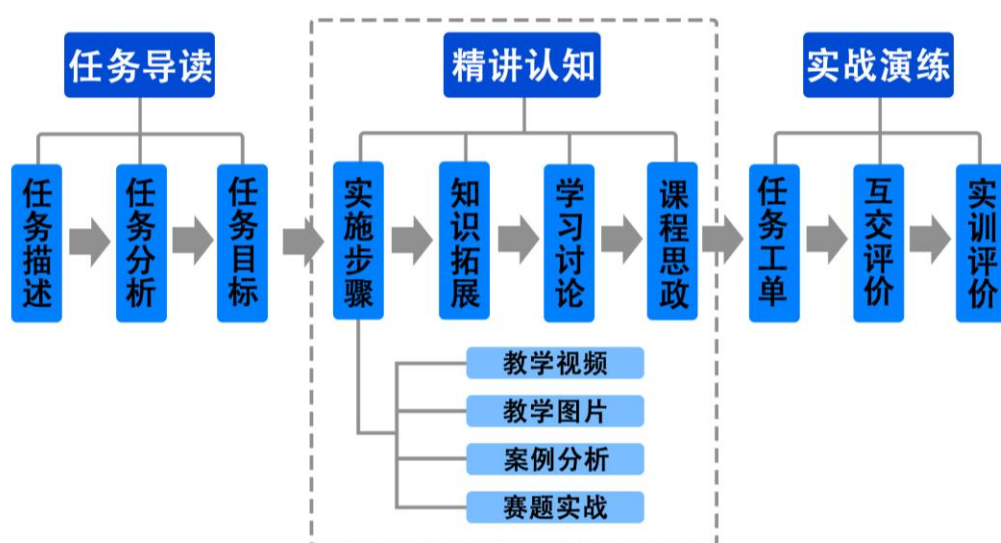 任务导读
精讲认知
实战演练
任务描述
任务分析
任务目标
实施步骤
知识拓展
学习讨论
课程思政
任务工单
互交评价
实训评价
教学视频
教学图片
案例分析
赛题实战